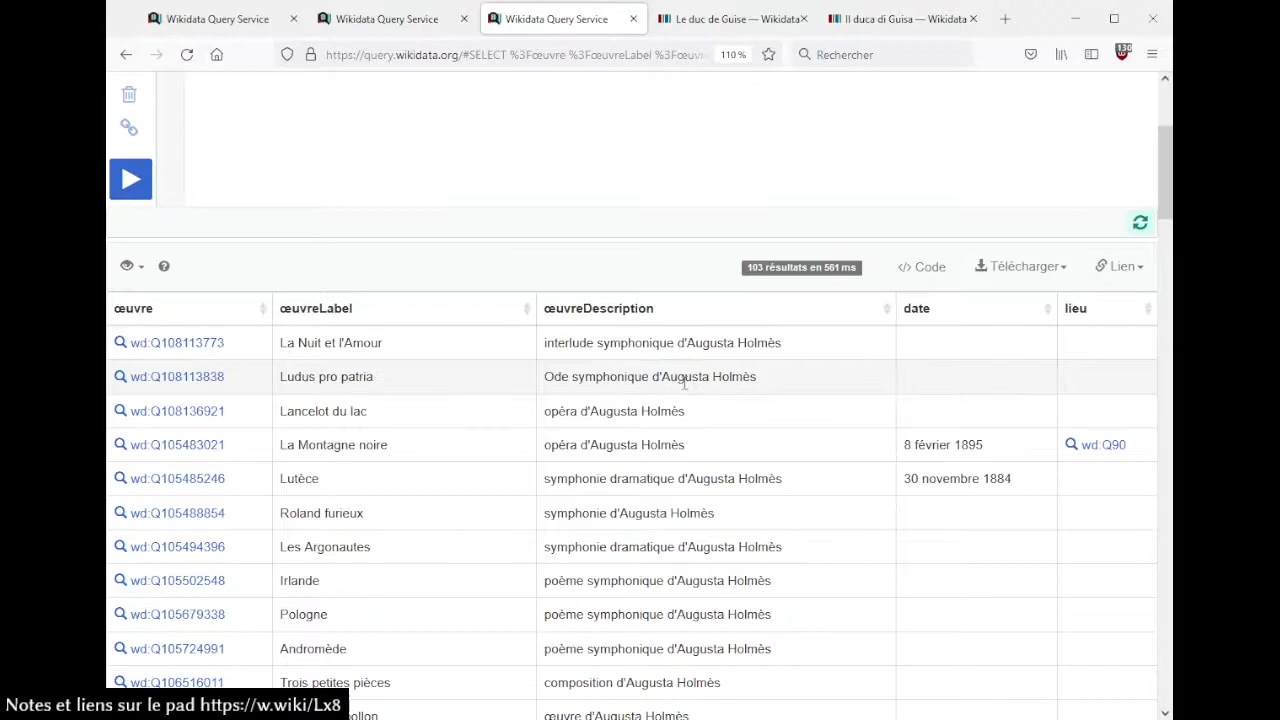 Wikidata Query Service
Wikidata Query Service
Wikidata Query Service
Le duc de Guise — Wikidata
Il duca di Guisa — Wikidata
https://query.wikidata.org/#SELECT %3Fœuvre %3FœuvreLabel %3Fœuvr
110 %
Rechercher
130
103 résultats en 561 ms
</> Code
Télécharger
Lien
œuvre œuvreLabel œuvreDescription date lieu
wd:Q108113773 La Nuit et l'Amour interlude symphonique d'Augusta Holmès
wd:Q108113838 Ludus pro patria Ode symphonique d'Augusta Holmès
wd:Q108136921 Lancelot du lac opéra d'Augusta Holmès
wd:Q105483021 La Montagne noire opéra d'Augusta Holmès 8 février 1895 wd:Q90
wd:Q105485246 Lutèce symphonie dramatique d'Augusta Holmès 30 novembre 1884
wd:Q105488854 Roland furieux symphonie d'Augusta Holmès
wd:Q105494396 Les Argonautes symphonie dramatique d'Augusta Holmès
wd:Q105502548 Irlande poème symphonique d'Augusta Holmès
wd:Q105679338 Pologne poème symphonique d'Augusta Holmès
wd:Q105724991 Andromède poème symphonique d'Augusta Holmès
wd:Q106516011 Trois petites pièces composition d'Augusta Holmès
œuvre d'Augusta Holmès
Notes et liens sur le pad https://w.wiki/Lx8